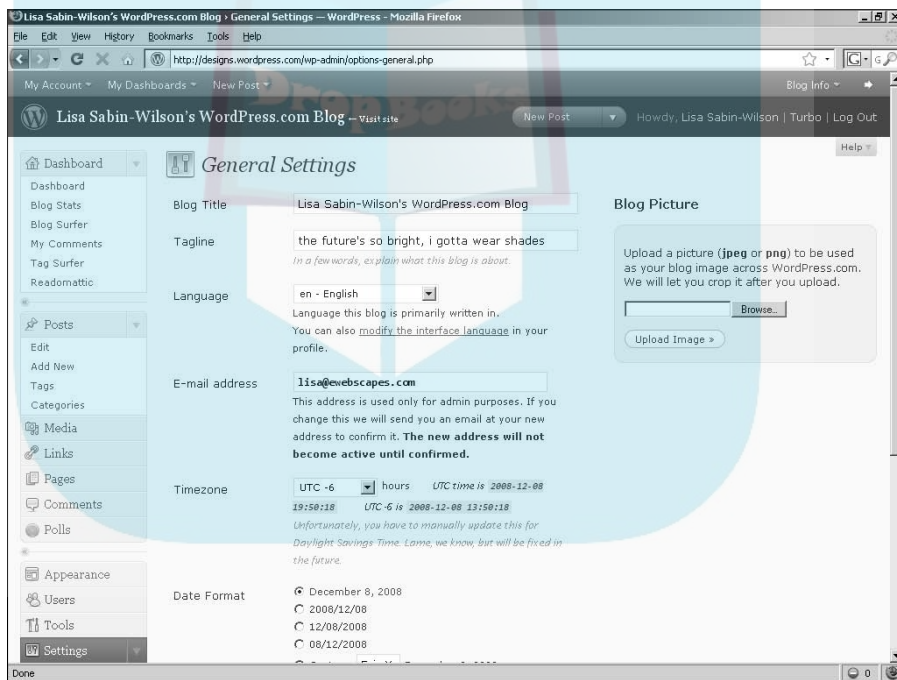 Lisa Sabin-Wilson's WordPress.com Blog › General Settings — WordPress - Mozilla Firefox
File Edit View History Bookmarks Tools Help
http://designs.wordpress.com/wp-admin/options-general.php
My Account My Dashboards New Post Blog Info
DropBooks
Lisa Sabin-Wilson's WordPress.com Blog – Visit site New Post Howdy, Lisa Sabin-Wilson | Turbo | Log Out
Help
Dashboard
Dashboard
Blog Stats
Blog Surfer
My Comments
Tag Surfer
Readomattic
Posts
Edit
Add New
Tags
Categories
Media
Links
Pages
Comments
Polls
Appearance
Users
Tools
Settings
General Settings
Blog Title Lisa Sabin-Wilson's WordPress.com Blog
Tagline the future's so bright, i gotta wear shades
In a few words, explain what this blog is about.
Language en - English
Language this blog is primarily written in.
You can also modify the interface language in your
profile.
E-mail address lisa@ewebscapes.com
This address is used only for admin purposes. If you
change this we will send you an email at your new
address to confirm it. The new address will not
become active until confirmed.
Timezone UTC -6 hours UTC time is 2008-12-08
19:50:18 UTC -6 is 2008-12-08 13:50:18
Unfortunately, you have to manually update this for
Daylight Savings Time. Lame, we know, but will be fixed in
the future.
Date Format December 8, 2008
2008/12/08
12/08/2008
08/12/2008
Blog Picture
Upload a picture (jpeg or png) to be used
as your blog image across WordPress.com.
We will let you crop it after you upload.
Browse...
Upload Image »
Done 0